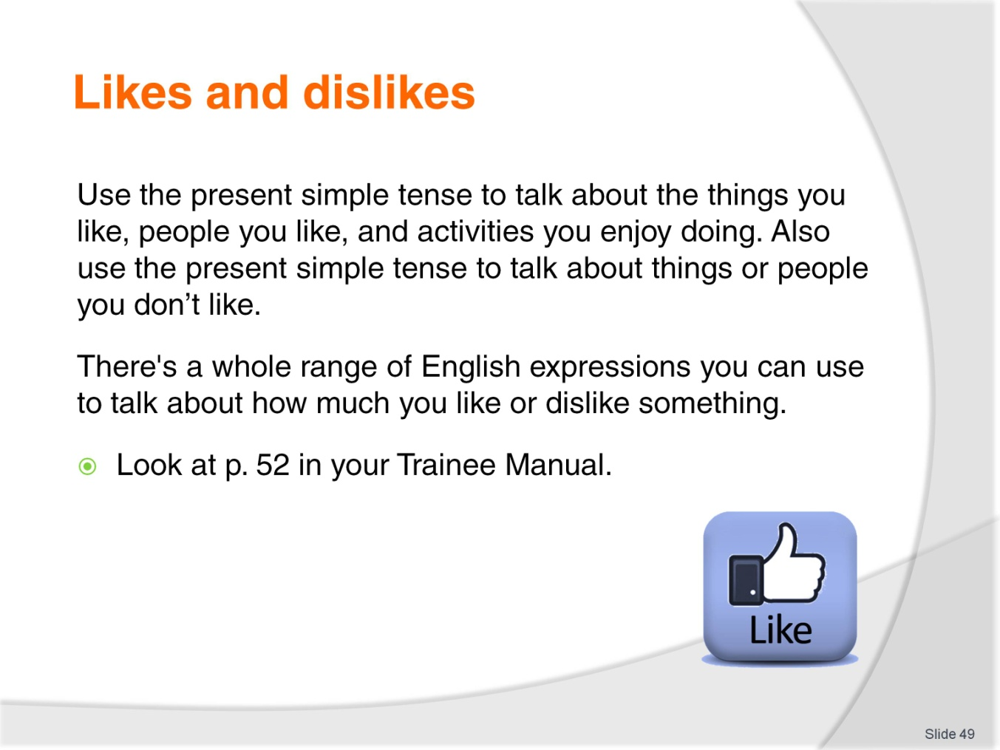 Likes and dislikes
Use the present simple tense to talk about the things you
like, people you like, and activities you enjoy doing. Also
use the present simple tense to talk about things or people
you don’t like.
There's a whole range of English expressions you can use
to talk about how much you like or dislike something.
Look at p. 52 in your Trainee Manual.
Like
Slide 49